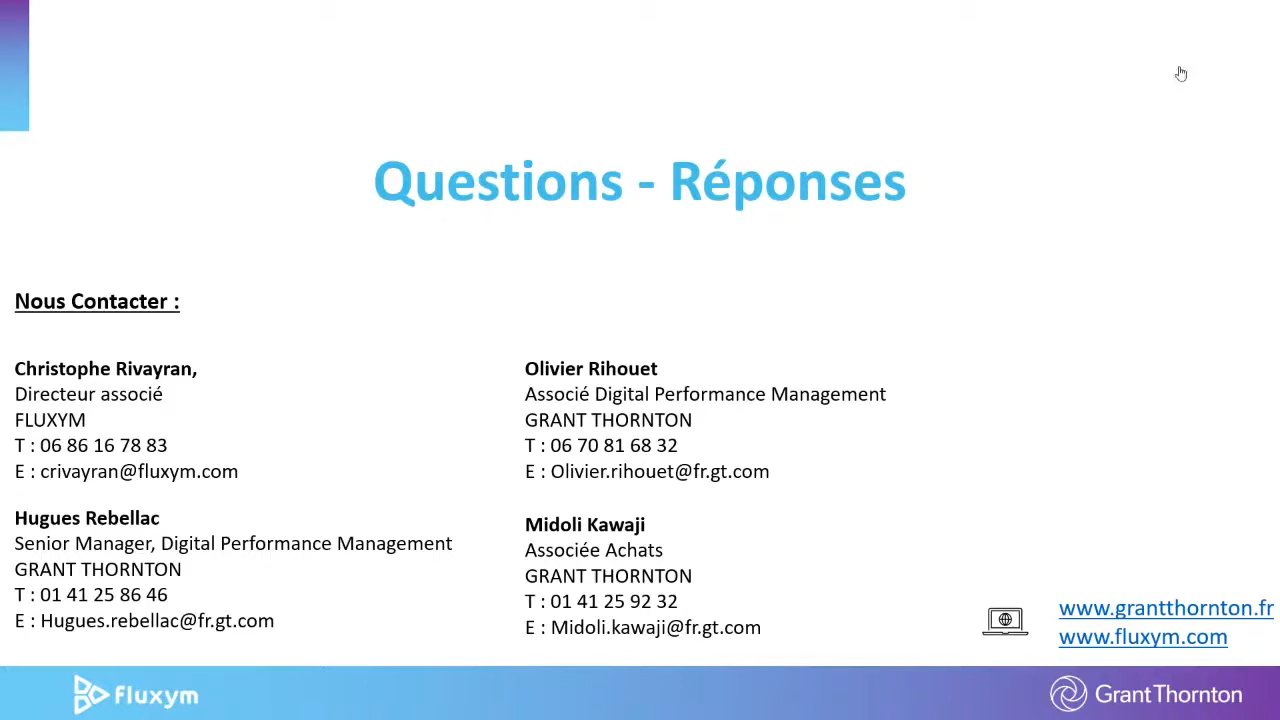 Questions - Réponses
Nous Contacter :
Christophe Rivayran,
Directeur associé
FLUXYM
T : 06 86 16 78 83
E : crivayran@fluxym.com
Hugues Rebellac
Senior Manager, Digital Performance Management
GRANT THORNTON
T : 01 41 25 86 46
E : Hugues.rebellac@fr.gt.com
Olivier Rihouet
Associé Digital Performance Management
GRANT THORNTON
T : 06 70 81 68 32
E : Olivier.rihouet@fr.gt.com
Midoli Kawaji
Associée Achats
GRANT THORNTON
T : 01 41 25 92 32
E : Midoli.kawaji@fr.gt.com
www.grantthornton.fr
www.fluxym.com
Fluxym
GrantThornton